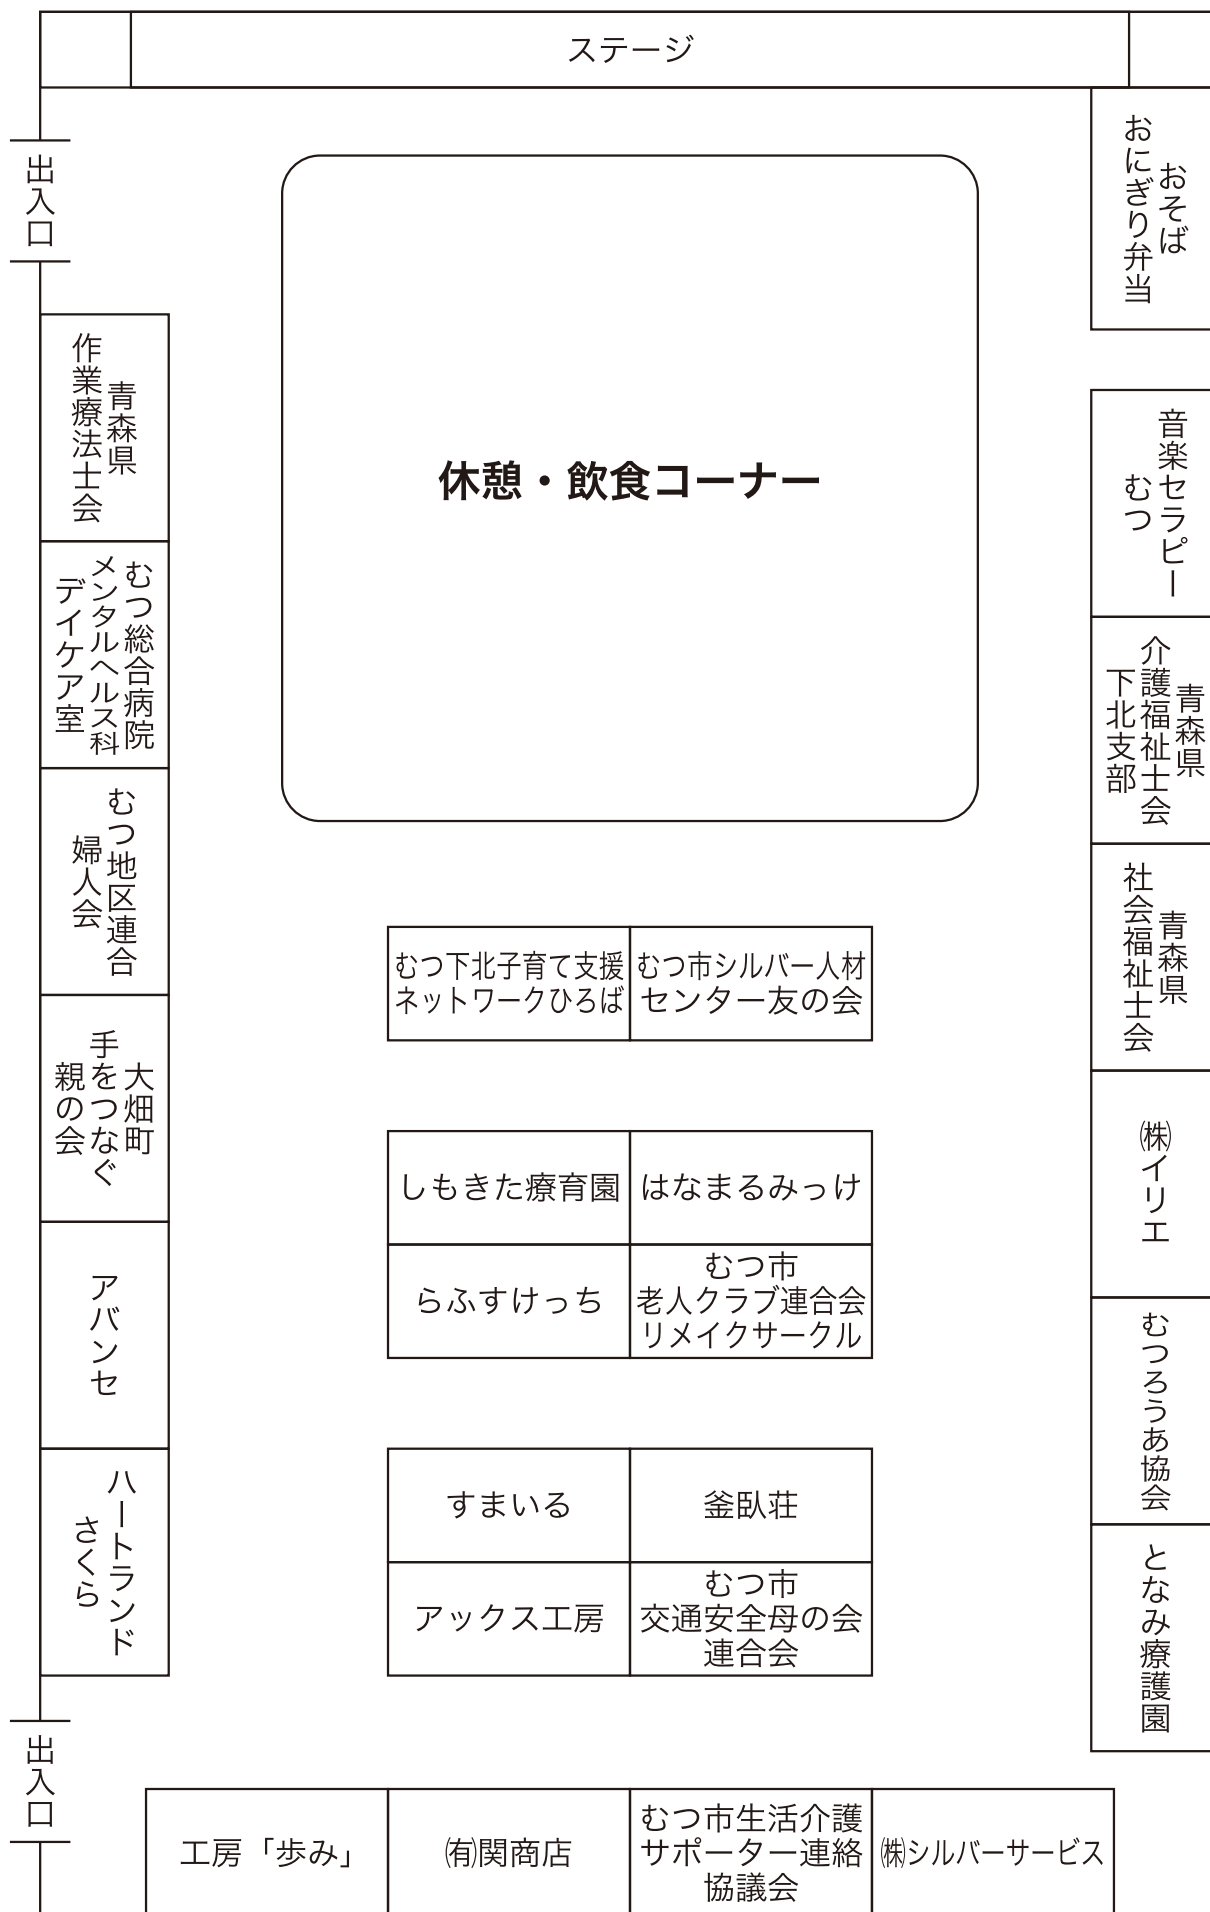 ステージ
出入口
おそば
おにぎり弁当
休憩・飲食コーナー
青森県
作業療法士会
むつ総合病院
メンタルヘルス科
デイケア室
むつ地区連合
婦人会
大畑町
手をつなぐ
親の会
アバンセ
ハートランド
さくら
出入口
音楽セラピー
むつ
青森県
介護福祉士会
下北支部
青森県
社会福祉士会
㈱イリエ
むつろうあ協会
となみ療護園
むつ下北子育て支援
ネットワークひろば
むつ市シルバー人材
センター友の会
しもきた療育園
はなまるみっけ
らふすけっち
むつ市
老人クラブ連合会
リメイクサークル
すまいる
釜臥荘
アックス工房
むつ市
交通安全母の会
連合会
工房「歩み」
㈲関商店
むつ市生活介護
サポーター連絡
協議会
㈱シルバーサービス